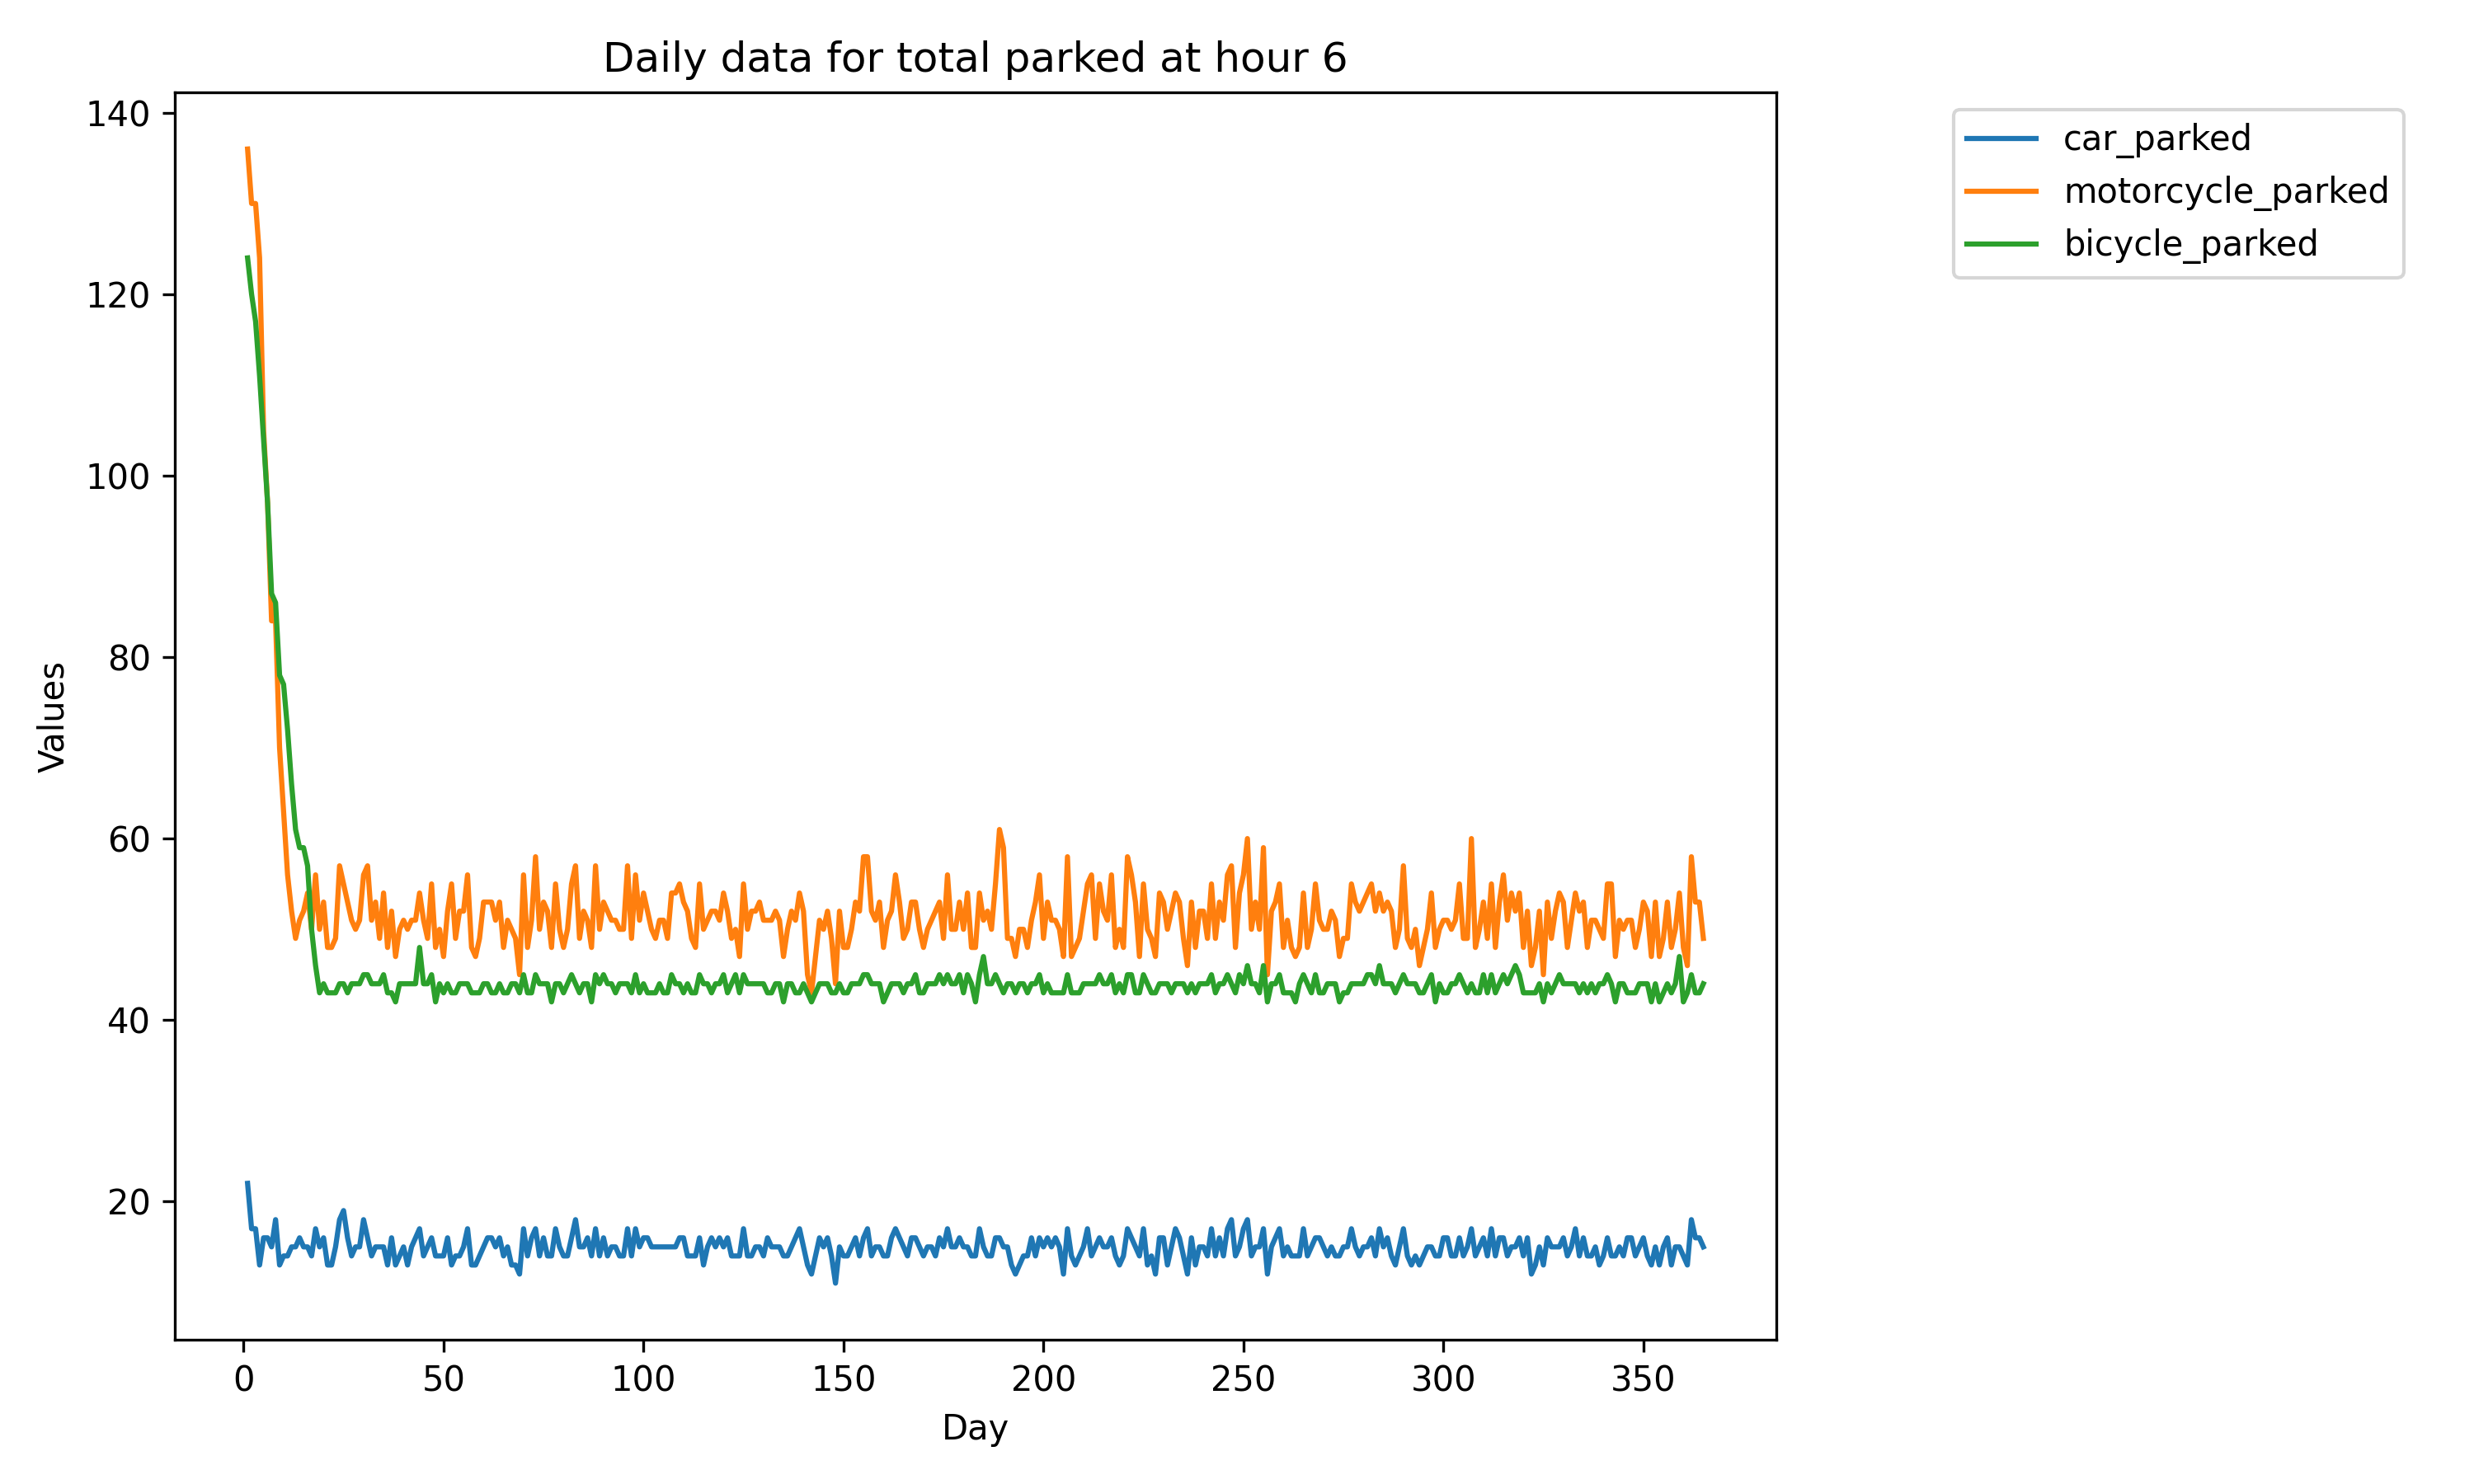 Daily data for total parked at hour 6
140
120
100
80
60
40
20
Values
0 50 100 150 200 250 300 350
Day
car_parked
motorcycle_parked
bicycle_parked